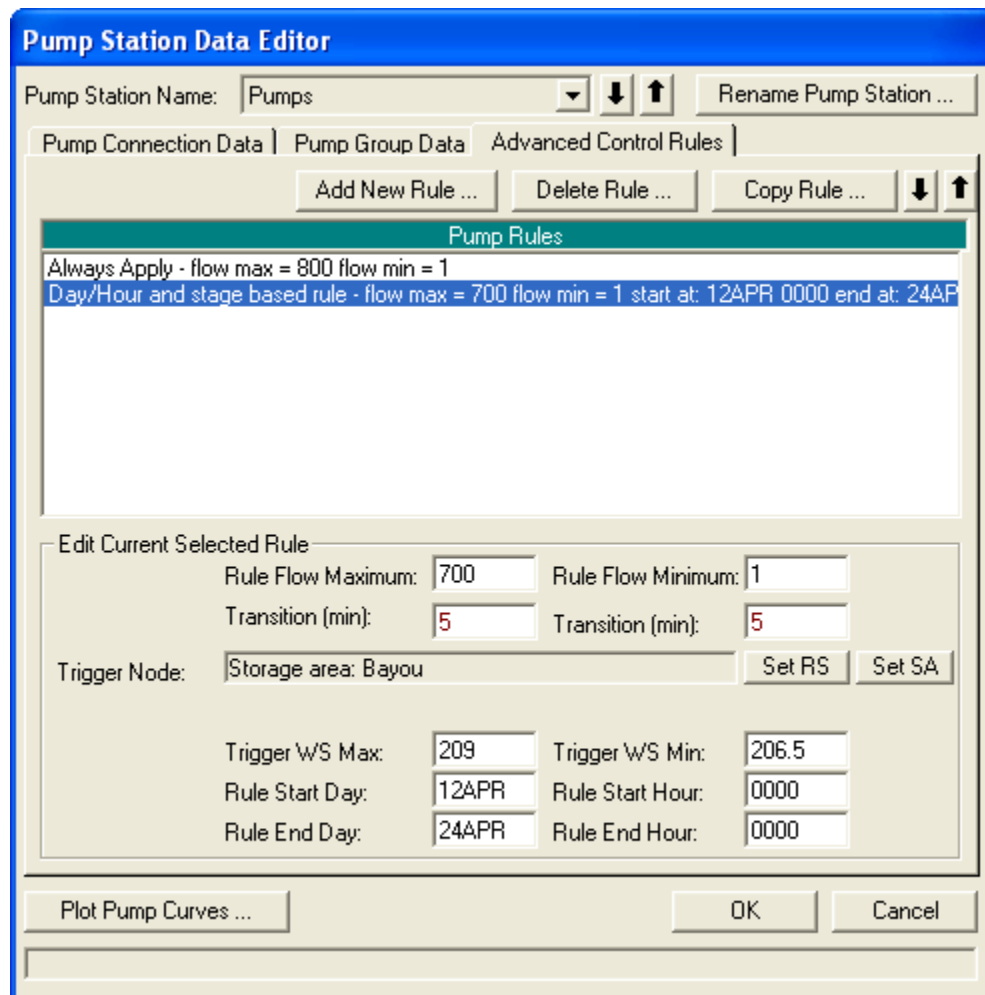 Pump Station Data Editor
Pump Station Name: Pumps Rename Pump Station ...
Pump Connection Data Pump Group Data Advanced Control Rules
Add New Rule ... Delete Rule ... Copy Rule ...
Pump Rules
Always Apply - flow max = 800 flow min = 1
Day/Hour and stage based rule - flow max = 700 flow min = 1 start at: 12APR 0000 end at: 24AP
Edit Current Selected Rule
Rule Flow Maximum: 700 Rule Flow Minimum: 1
Transition (min): 5 Transition (min): 5
Trigger Node: Storage area: Bayou Set RS Set SA
Trigger WS Max: 209 Trigger WS Min: 206.5
Rule Start Day: 12APR Rule Start Hour: 0000
Rule End Day: 24APR Rule End Hour: 0000
Plot Pump Curves ... OK Cancel